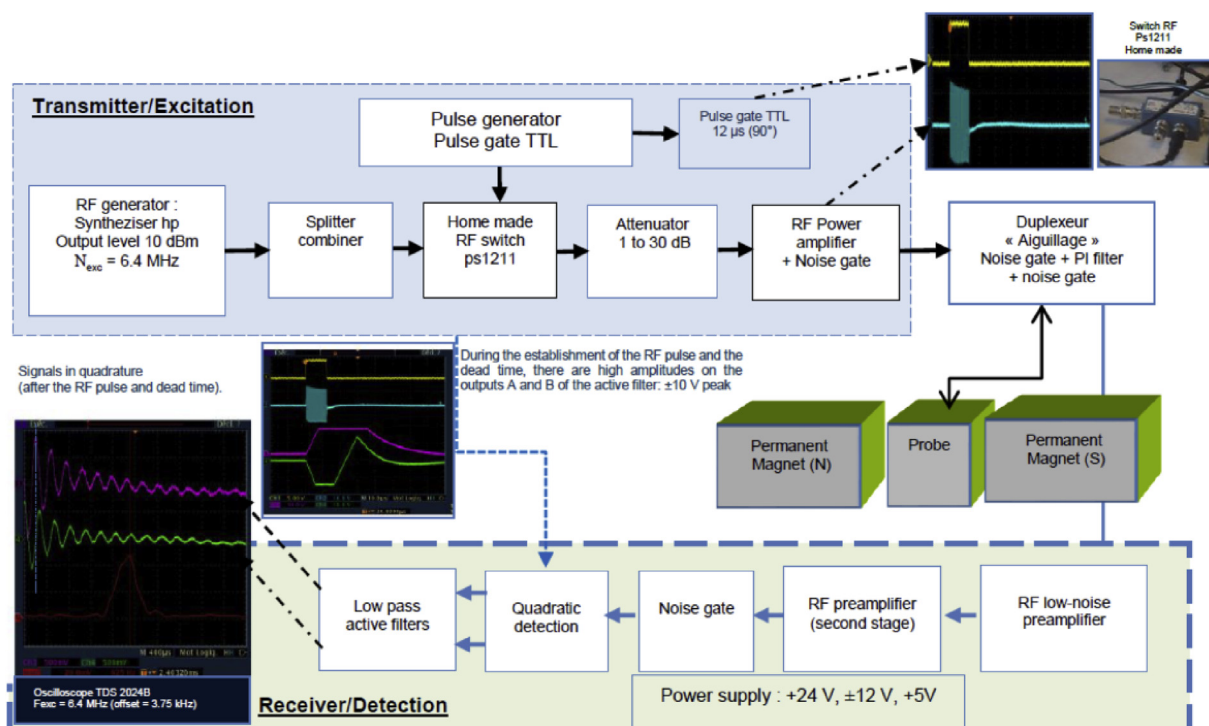 Switch RF
Ps1211
Home made
Transmitter/Excitation
Pulse generator
Pulse gate TTL
Pulse gate TTL
12 µs (90°)
RF generator :
Syntheziser hp
Output level 10 dBm
N_exc = 6.4 MHz
Splitter
combiner
Home made
RF switch
ps1211
Attenuator
1 to 30 dB
RF Power
amplifier
+ Noise gate
Duplexeur
« Aiguillage »
Noise gate + PI filter
+ noise gate
Signals in quadrature
(after the RF pulse and dead time).
During the establishment of the RF pulse and the
dead time, there are high amplitudes on the
outputs A and B of the active filter: ±10 V peak
Permanent
Magnet (N)
Probe
Permanent
Magnet (S)
Low pass
active filters
Quadratic
detection
Noise gate
RF preamplifier
(second stage)
RF low-noise
preamplifier
Power supply : +24 V, ±12 V, +5V
Oscilloscope TDS 2024B
Fexc = 6.4 MHz (offset = 3.75 kHz)
Receiver/Detection